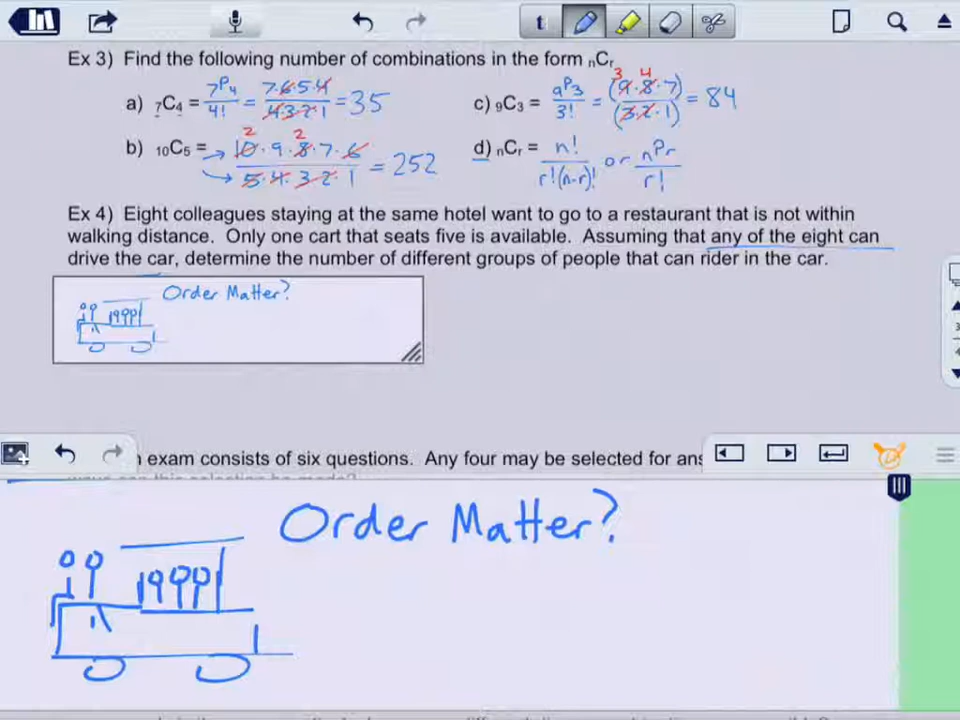 t
Ex 3) Find the following number of combinations in the form nCr
a) 7C4 = 7P4/4! = 7·6·5·4/4·3·2·1 = 35
c) 9C3 = 9P3/3! = (9·8·7)/(3·2·1) = 84
3 4
b) 10C5 = 10·9·8·7·6/5·4·3·2·1 = 252
2 2
d) nCr = n!/r!(n-r)! or nPr/r!
Ex 4) Eight colleagues staying at the same hotel want to go to a restaurant that is not within
walking distance. Only one cart that seats five is available. Assuming that any of the eight can
drive the car, determine the number of different groups of people that can rider in the car.
Order Matter?
exam consists of six questions. Any four may be selected for
Order Matter?